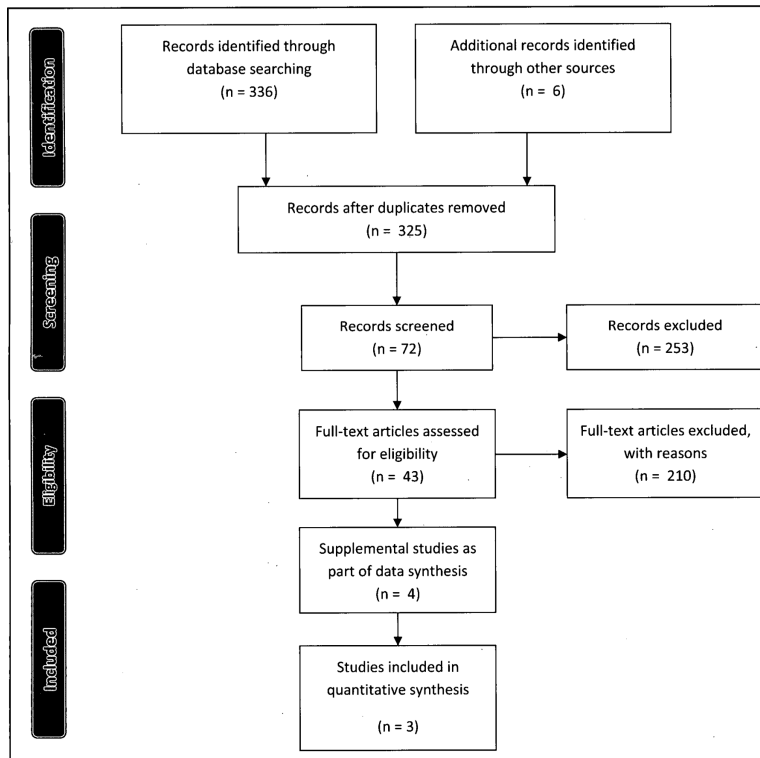 Identification
Records identified through
database searching
(n = 336)
Additional records identified
through other sources
(n = 6)
Records after duplicates removed
(n = 325)
Screening
Records screened
(n = 72)
Records excluded
(n = 253)
Eligibility
Full-text articles assessed
for eligibility
(n = 43)
Full-text articles excluded,
with reasons
(n = 210)
Supplemental studies as
part of data synthesis
(n = 4)
Included
Studies included in
quantitative synthesis
(n = 3)